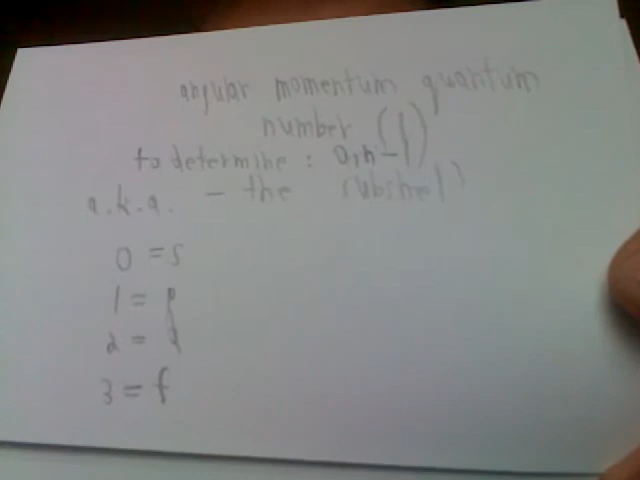 angular momentum quantum
number (l)
to determine : 0, n - 1
a.k.a. - the subshell
0 = s
1 = p
2 = d
3 = f